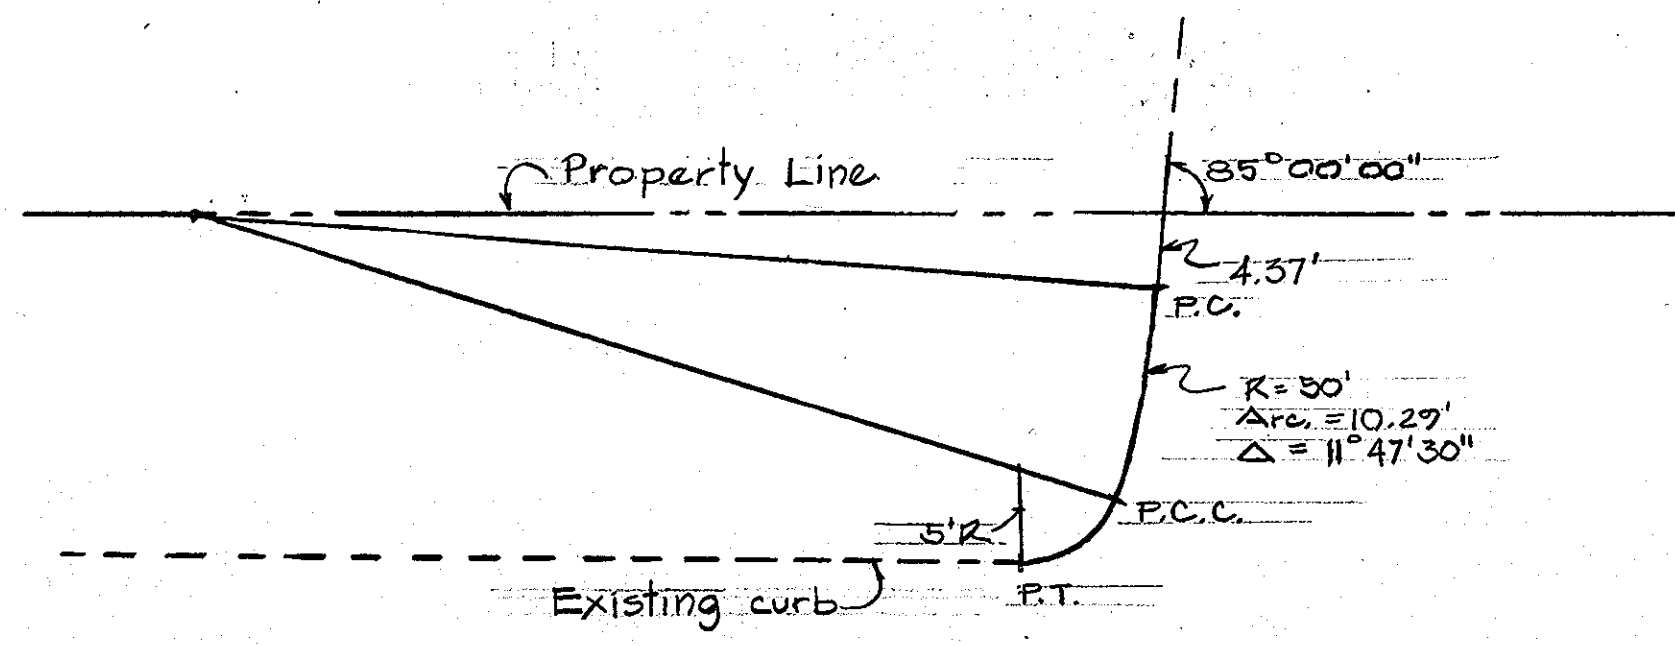 Property Line
85°00'00"
4.37'
P.C.
R=50'
Arc. =10.29'
Δ = 11°47'30"
P.C.C.
5'R
P.T.
Existing curb